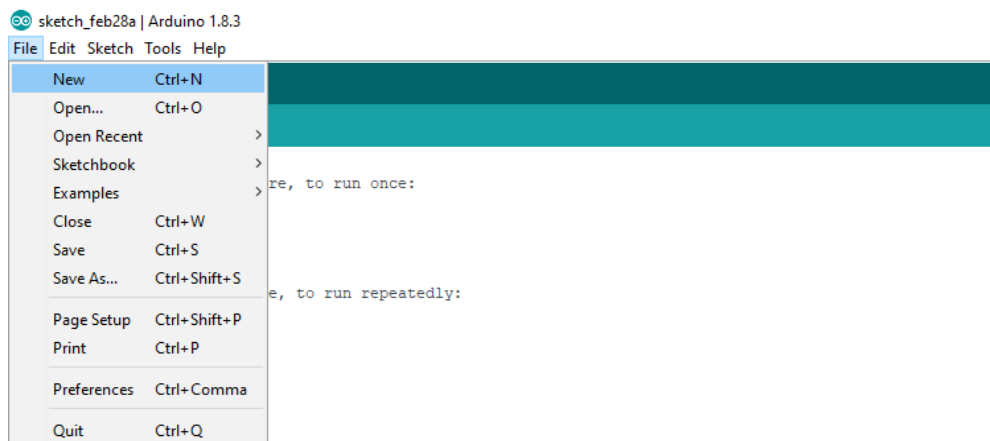 sketch_feb28a | Arduino 1.8.3
File Edit Sketch Tools Help
New Ctrl+N
Open... Ctrl+O
Open Recent
Sketchbook
Examples
Close Ctrl+W
Save Ctrl+S
Save As... Ctrl+Shift+S
Page Setup Ctrl+Shift+P
Print Ctrl+P
Preferences Ctrl+Comma
Quit Ctrl+Q
re, to run once:
e, to run repeatedly: